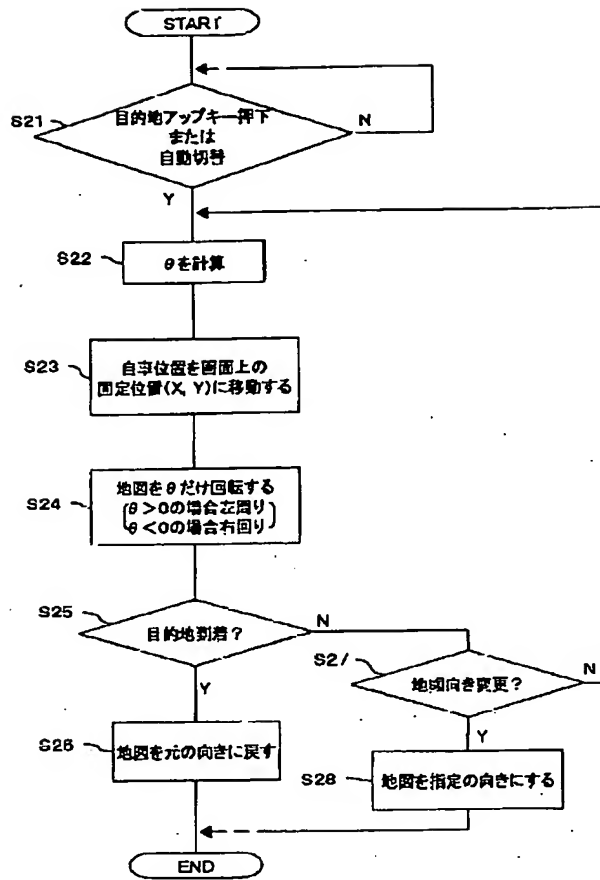 START
S21
目的地アップキー押下
または
自動切替
N
Y
S22
θを計算
S23
自車位置を画面上の
固定位置(X, Y)に移動する
S24
地図をθだけ回転する
θ>0の場合左周り
θ<0の場合右回り
S25
目的地到着?
N
Y
S27
地図向き変更?
N
Y
S26
地図を元の向きに戻す
S28
地図を指定の向きにする
END